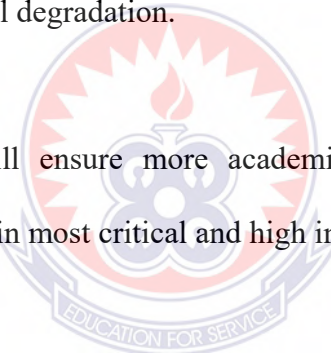 l degradation.
ll ensure more academi
in most critical and high in
EDUCATION FOR SERVICE